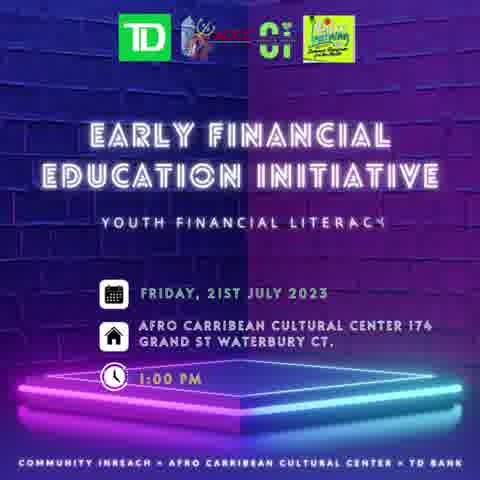 TD
EARLY FINANCIAL
EDUCATION INITIATIVE
YOUTH FINANCIAL LITERACY
FRIDAY, 21ST JULY 2023
AFRO CARRIBEAN CULTURAL CENTER 174
GRAND ST WATERBURY CT.
1:00 PM
COMMUNITY INREACH × AFRO CARRIBEAN CULTURAL CENTER × TD BANK